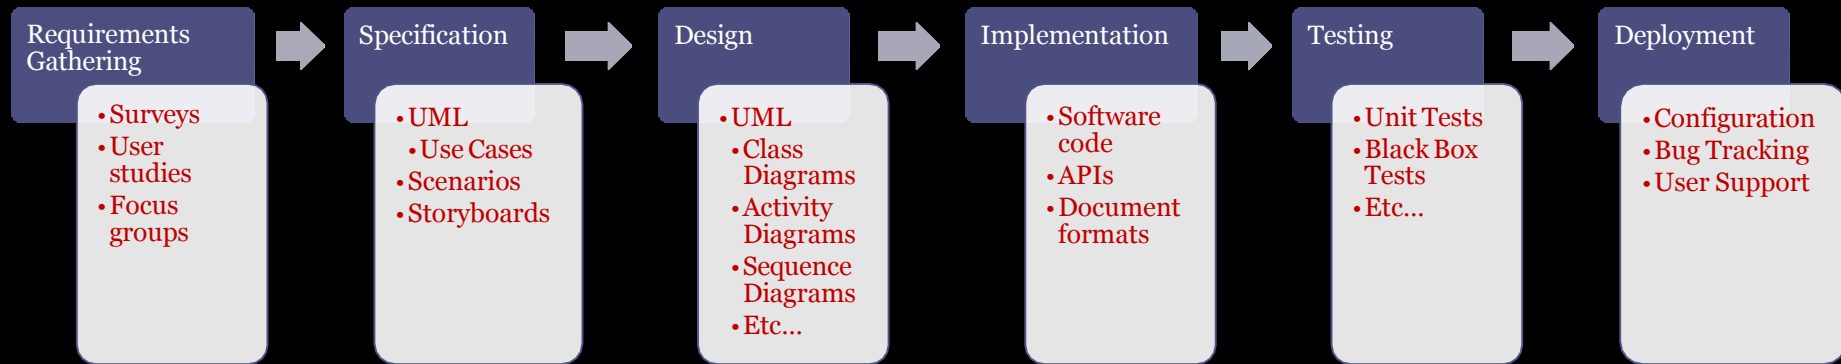 Requirements
Gathering
• Surveys
• User
studies
• Focus
groups
Specification
• UML
• Use Cases
• Scenarios
• Storyboards
Design
• UML
• Class
Diagrams
• Activity
Diagrams
• Sequence
Diagrams
• Etc...
Implementation
• Software
code
• APIs
• Document
formats
Testing
• Unit Tests
• Black Box
Tests
• Etc...
Deployment
• Configuration
• Bug Tracking
• User Support